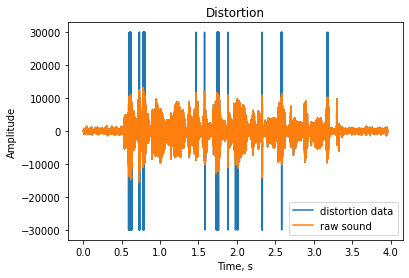 Distortion
30000
20000
10000
0
−10000
−20000
−30000
Amplitude
0.0 0.5 1.0 1.5 2.0 2.5 3.0 3.5 4.0
Time, s
distortion data
raw sound